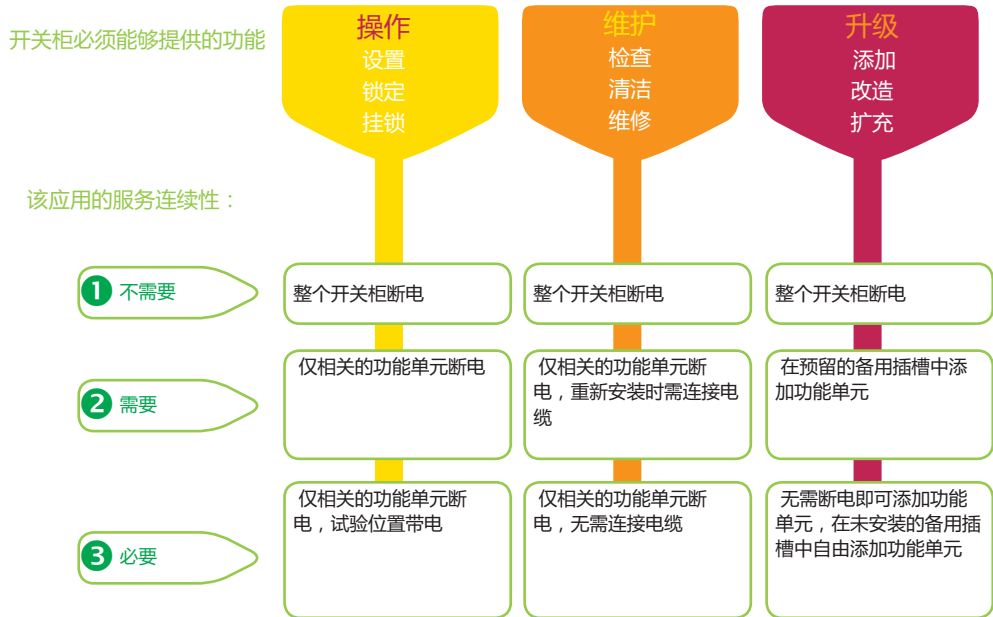 开关柜必须能够提供的功能
操作
设置
锁定
挂锁
维护
检查
清洁
维修
升级
添加
改造
扩充
该应用的服务连续性：
1 不需要
整个开关柜断电
整个开关柜断电
整个开关柜断电
2 需要
仅相关的功能单元断电
仅相关的功能单元断
电，重新安装时需连接电
缆
在预留的备用插槽中添
加功能单元
3 必要
仅相关的功能单元断
电，试验位置带电
仅相关的功能单元断
电，无需连接电缆
无需断电即可添加功能
单元，在未安装的备用插
槽中自由添加功能单元